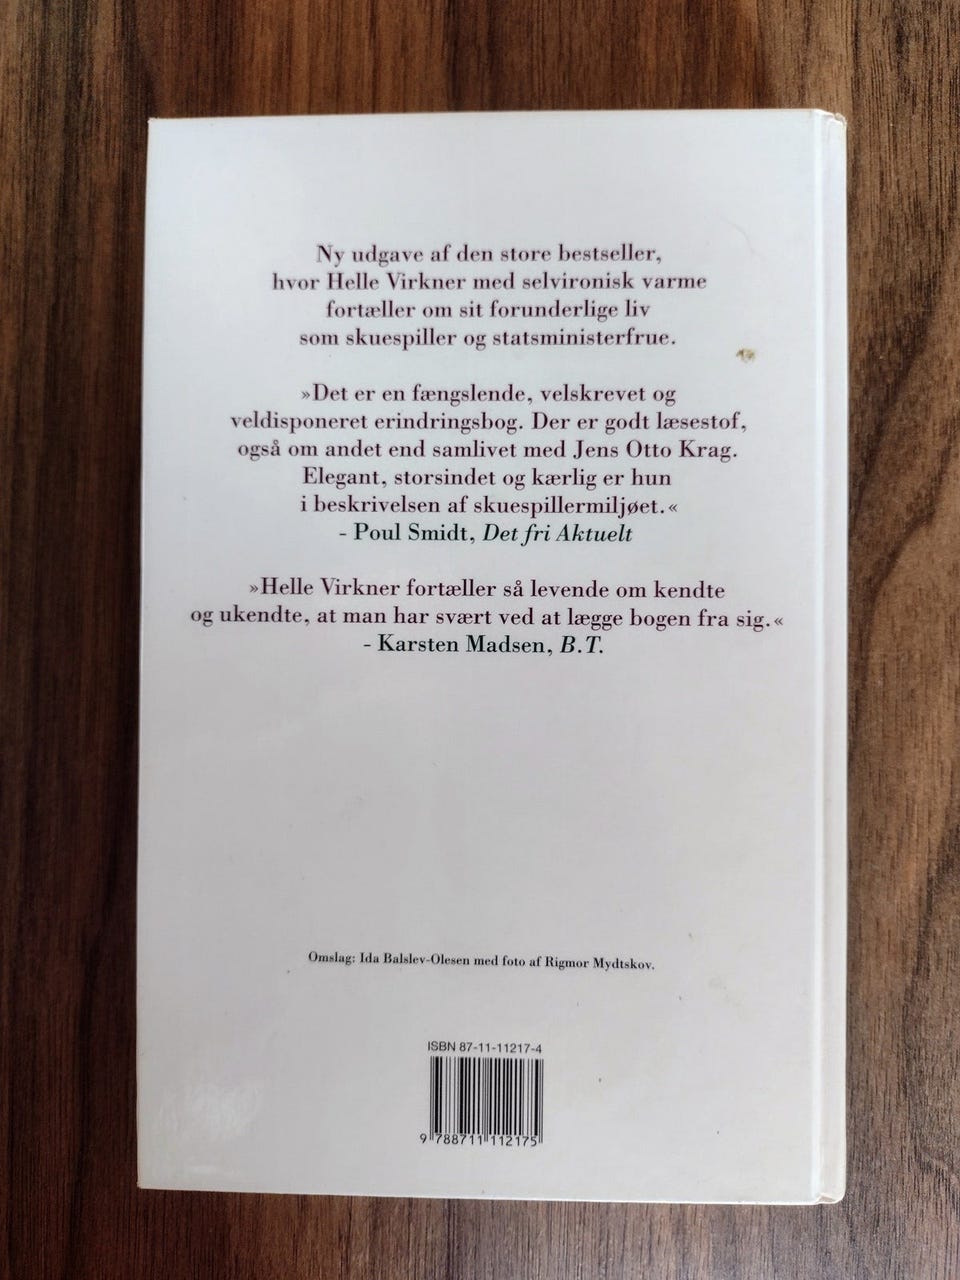 Ny udgave af den store bestseller,
hvor Helle Virkner med selvironisk varme
fortæller om sit forunderlige liv
som skuespiller og statsministerfrue.
»Det er en fængslende, velskrevet og
veldisponeret erindringsbog. Der er godt læsestof,
også om andet end samlivet med Jens Otto Krag.
Elegant, storsindet og kærlig er hun
i beskrivelsen af skuespillermiljøet.«
- Poul Smidt, Det fri Aktuelt
»Helle Virkner fortæller så levende om kendte
og ukendte, at man har svært ved at lægge bogen fra sig.«
- Karsten Madsen, B.T.
Omslag: Ida Balslev-Olesen med foto af Rigmor Mydtskov.
ISBN 87-11-11217-4
9 788711 112175